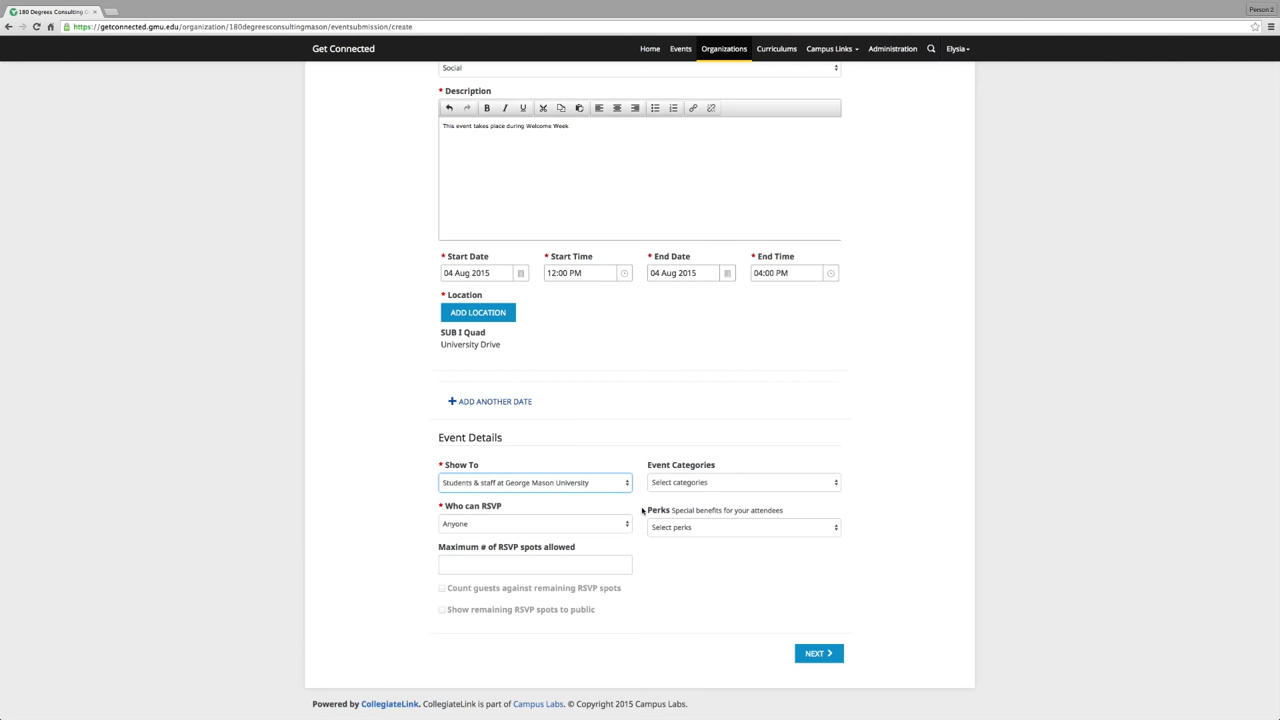 180 Degrees Consulting G
Person 2
https://getconnected.gmu.edu/organization/180degreesconsultingmason/eventsubmission/create
Get Connected
Home Events Organizations Curriculums Campus Links Administration Elysia
Social
* Description
This event takes place during Welcome Week
* Start Date * Start Time * End Date * End Time
04 Aug 2015 12:00 PM 04 Aug 2015 04:00 PM
* Location
ADD LOCATION
SUB I Quad
University Drive
+ ADD ANOTHER DATE
Event Details
* Show To Event Categories
Students & staff at George Mason University Select categories
* Who can RSVP Perks Special benefits for your attendees
Anyone Select perks
Maximum # of RSVP spots allowed
Count guests against remaining RSVP spots
Show remaining RSVP spots to public
NEXT
Powered by CollegiateLink. CollegiateLink is part of Campus Labs. © Copyright 2015 Campus Labs.